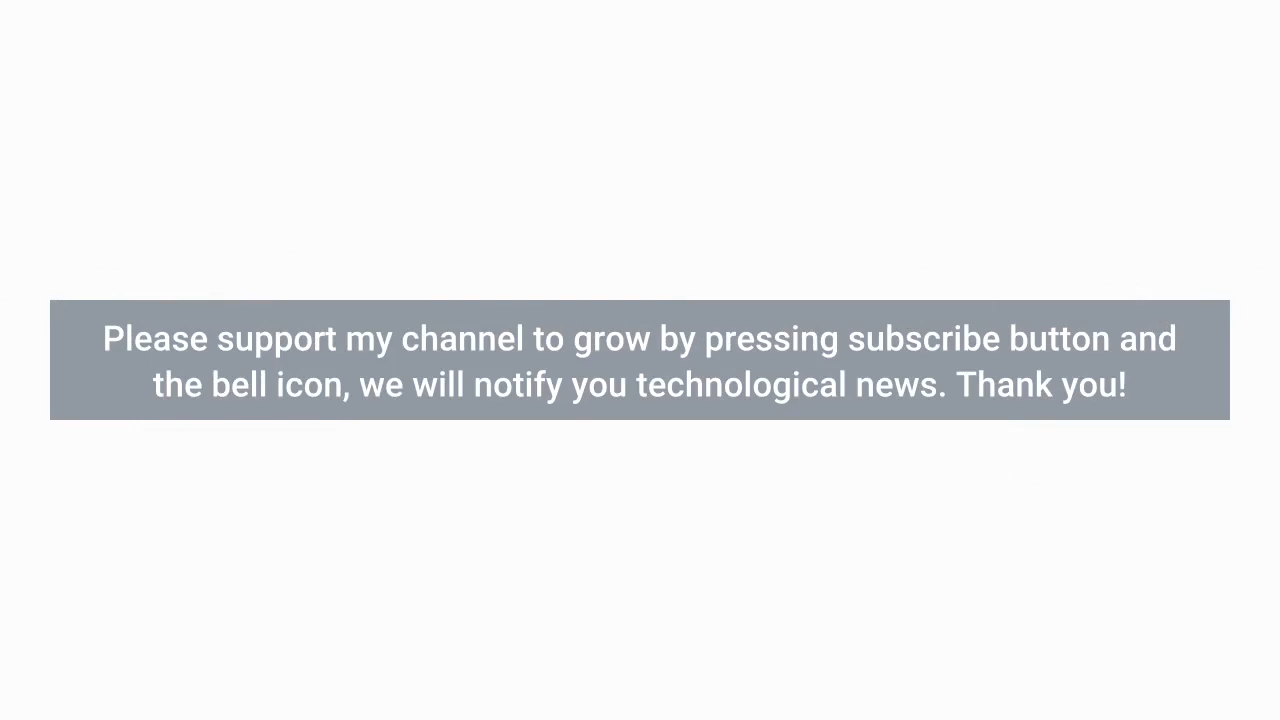 Please support my channel to grow by pressing subscribe button and
the bell icon, we will notify you technological news. Thank you!